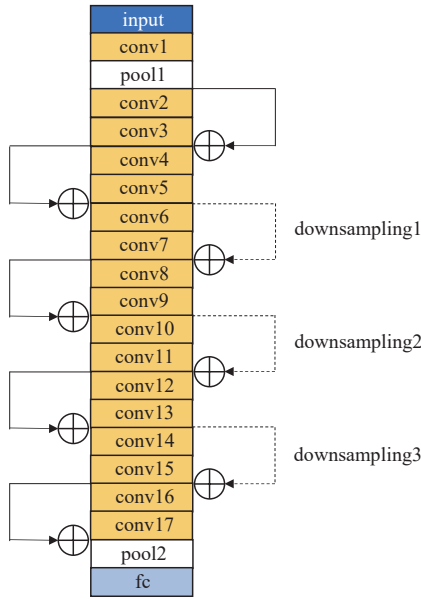 input
conv1
pool1
conv2
conv3
conv4
conv5
conv6
conv7
conv8
conv9
conv10
conv11
conv12
conv13
conv14
conv15
conv16
conv17
pool2
fc
downsampling1
downsampling2
downsampling3